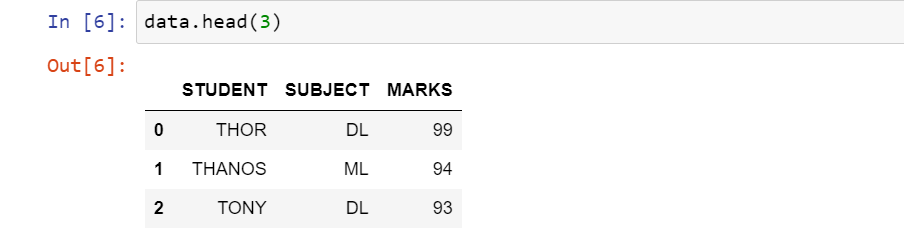 In [6]: data.head(3)
Out[6]:
STUDENT SUBJECT MARKS
0 THOR DL 99
1 THANOS ML 94
2 TONY DL 93